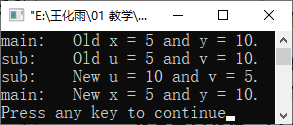 "E:\王化雨\01 教学\...
main:   Old x = 5 and y = 10.
sub:    Old u = 5 and v = 10.
sub:    New u = 10 and v = 5.
main:   New x = 5 and y = 10.
Press any key to continue